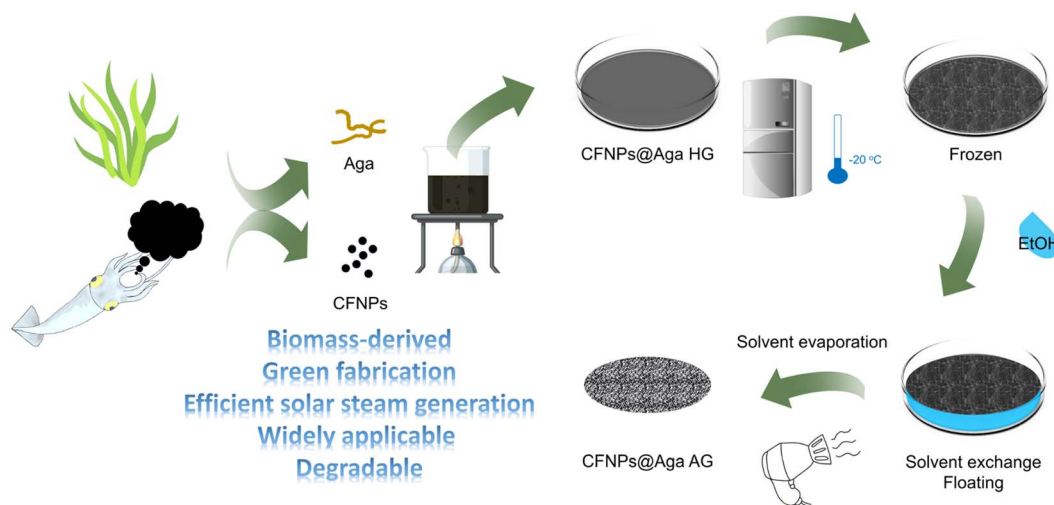 Aga
CFNPs
CFNPs@Aga HG
-20 °C
Frozen
EtOH
Solvent exchange
Floating
Solvent evaporation
CFNPs@Aga AG
Biomass-derived
Green fabrication
Efficient solar steam generation
Widely applicable
Degradable